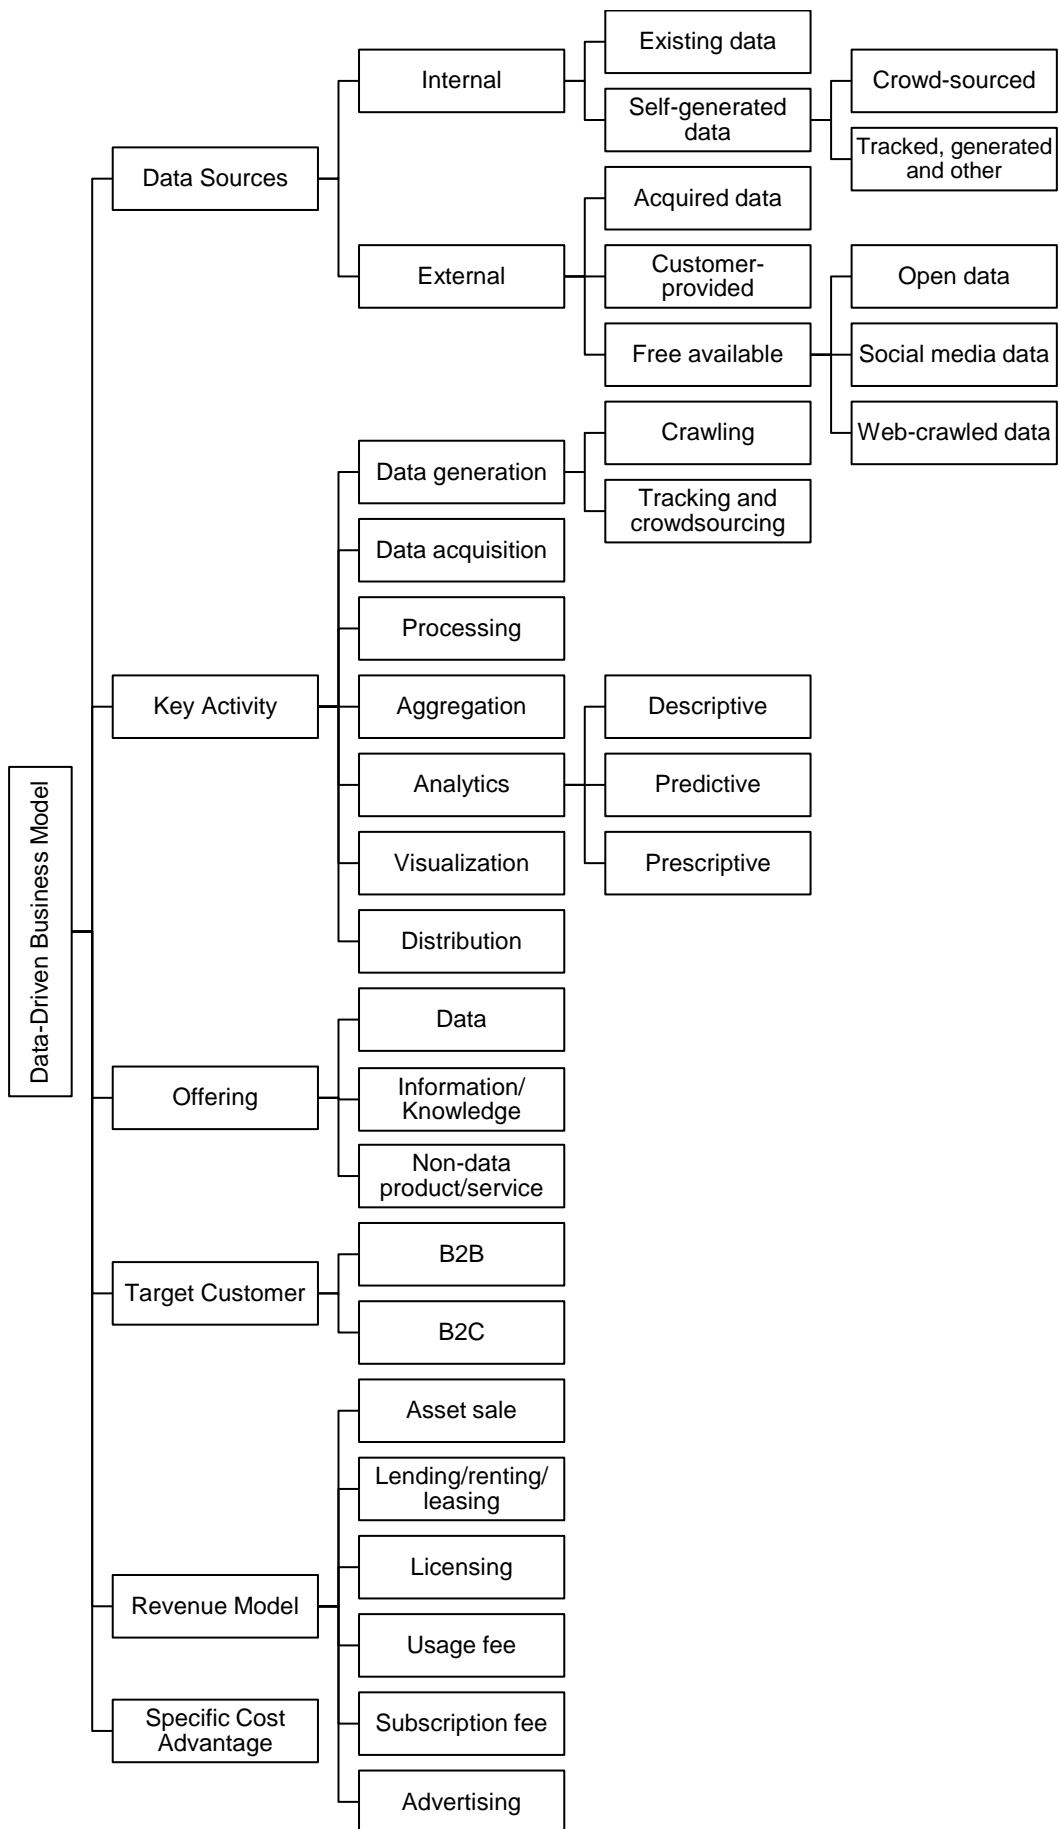 Data-Driven Business Model
Data Sources
Internal
Existing data
Self-generated
data
Crowd-sourced
Tracked, generated
and other
External
Acquired data
Customer-
provided
Free available
Open data
Social media data
Web-crawled data
Key Activity
Data generation
Crawling
Tracking and
crowdsourcing
Data acquisition
Processing
Aggregation
Analytics
Descriptive
Predictive
Prescriptive
Visualization
Distribution
Offering
Data
Information/
Knowledge
Non-data
product/service
Target Customer
B2B
B2C
Revenue Model
Asset sale
Lending/renting/
leasing
Licensing
Usage fee
Subscription fee
Advertising
Specific Cost
Advantage